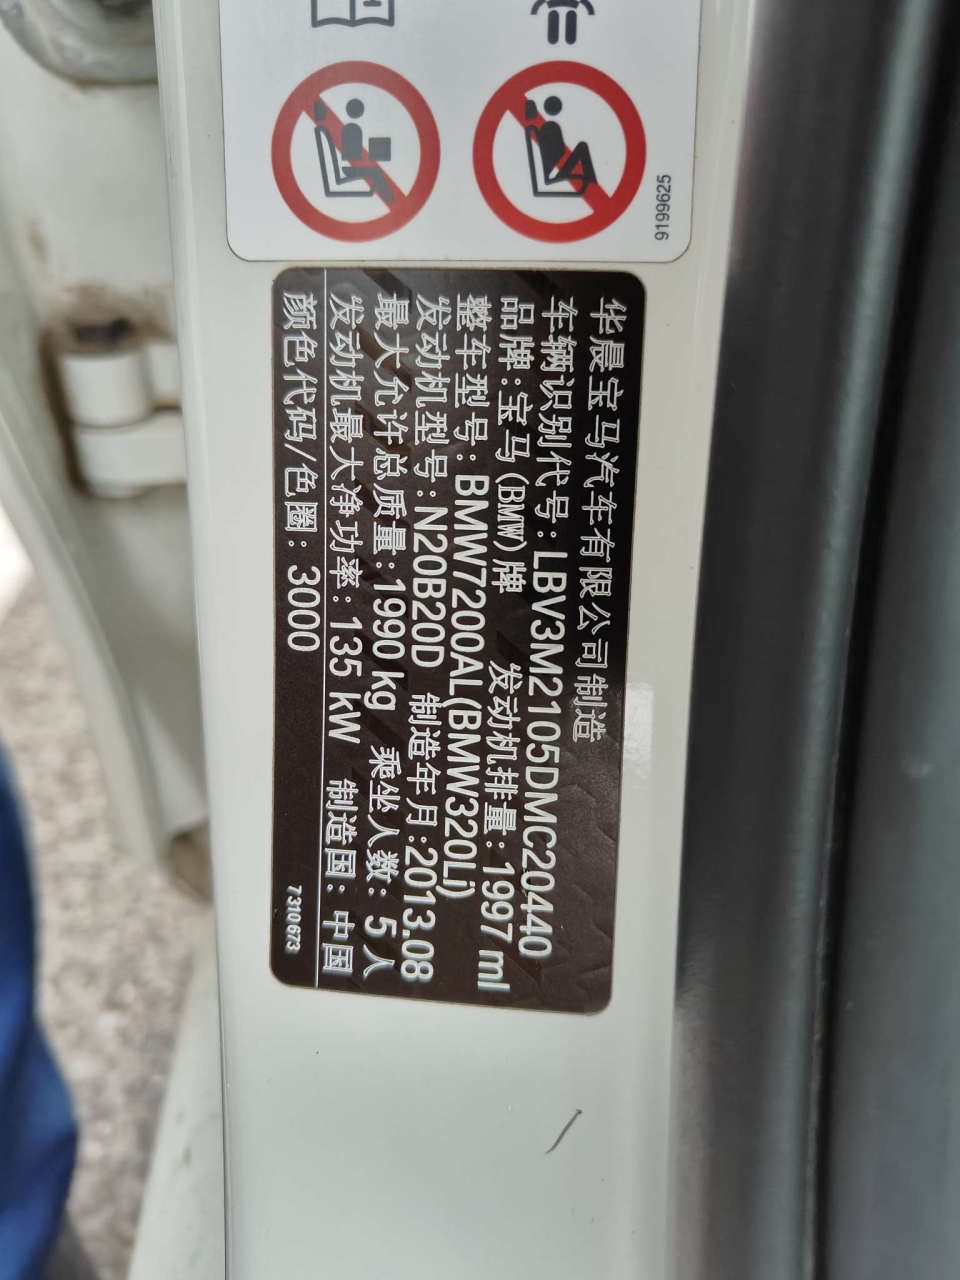 9199625
华晨宝马汽车有限公司制造
车辆识别代号：LBV3M2105DMC20440
品牌：宝马(BMW)牌 发动机排量：1997 ml
整车型号：BMW7200AL(BMW320Li)
发动机型号：N20B20D 制造年月：2013.08
最大允许总质量：1990 kg 乘坐人数：5人
发动机最大净功率：135 kW 制造国：中国
颜色代码/色圈：3000
7310673